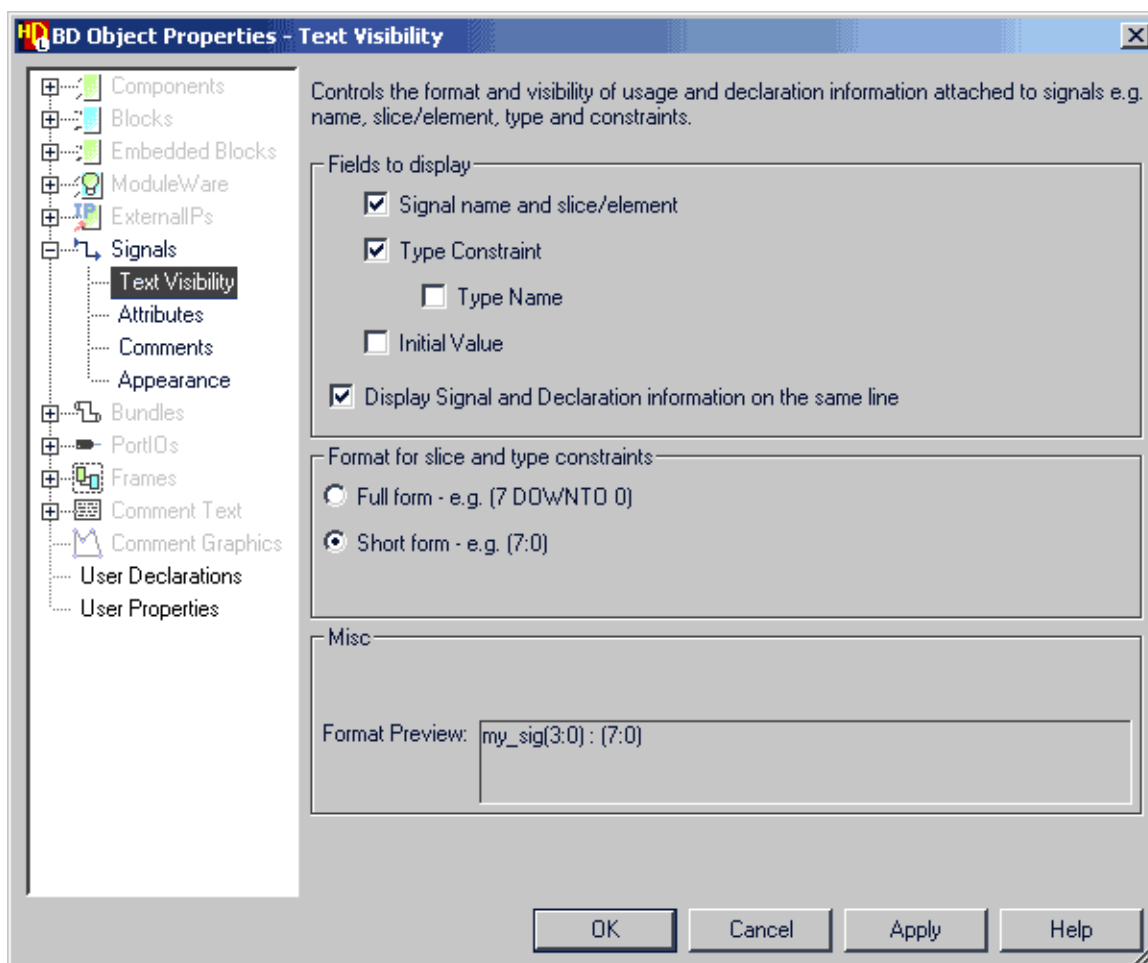 BD Object Properties - Text Visibility
Components
Blocks
Embedded Blocks
ModuleWare
ExternalIPs
Signals
Text Visibility
Attributes
Comments
Appearance
Bundles
PortIOs
Frames
Comment Text
Comment Graphics
User Declarations
User Properties
Controls the format and visibility of usage and declaration information attached to signals e.g.
name, slice/element, type and constraints.
Fields to display
Signal name and slice/element
Type Constraint
Type Name
Initial Value
Display Signal and Declaration information on the same line
Format for slice and type constraints
Full form - e.g. (7 DOWNTO 0)
Short form - e.g. (7:0)
Misc
Format Preview: my_sig(3:0) : (7:0)
OK Cancel Apply Help